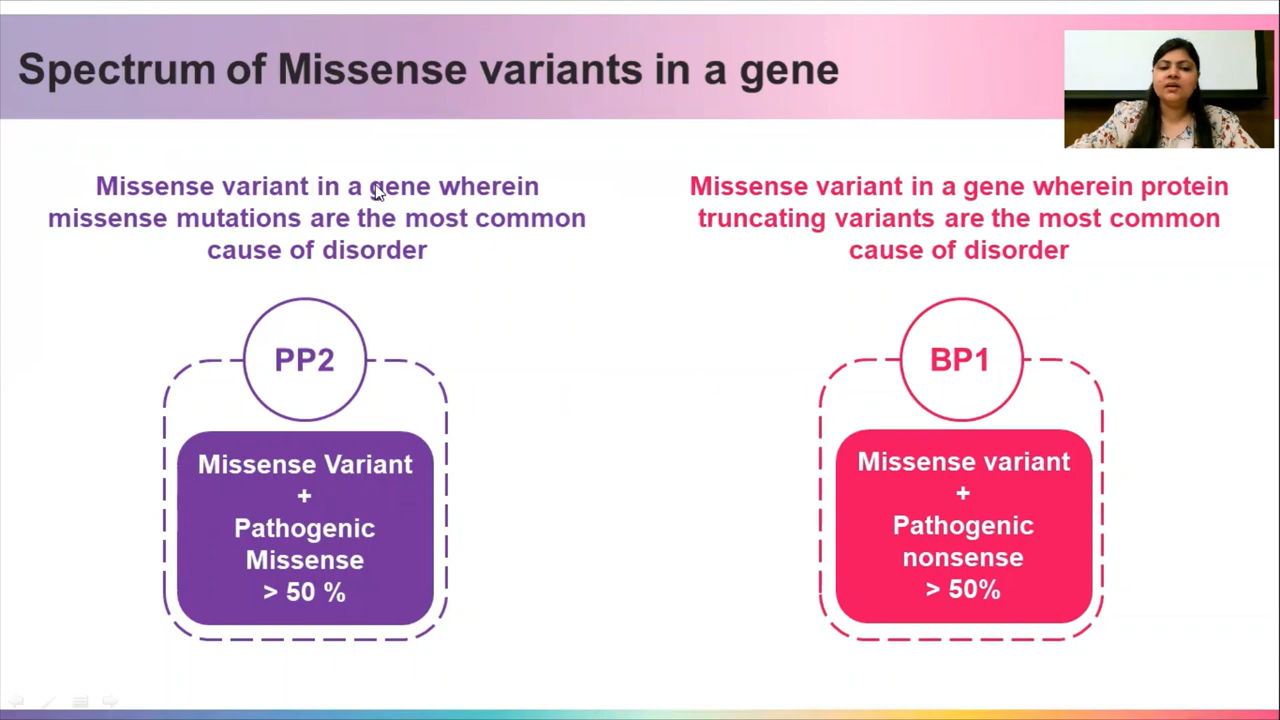 Spectrum of Missense variants in a gene
Missense variant in a gene wherein
missense mutations are the most common
cause of disorder
PP2
Missense Variant
+
Pathogenic
Missense
> 50 %
Missense variant in a gene wherein protein
truncating variants are the most common
cause of disorder
BP1
Missense variant
+
Pathogenic
nonsense
> 50%